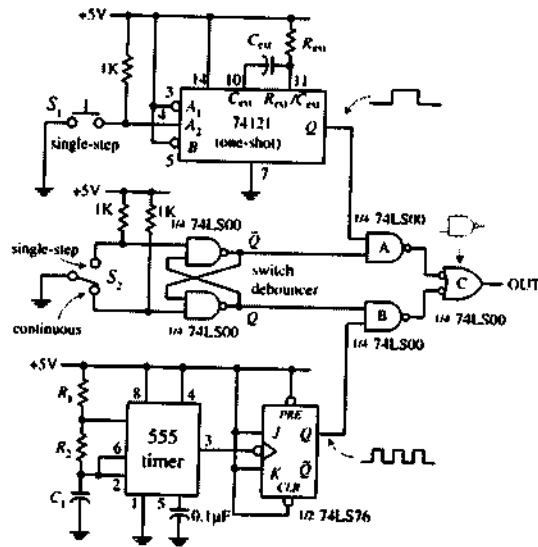 +5V
C_ext
R_ext
1K
14
10
11
C_ext
R_ext/C_ext
3
A_1
4
A_2
74121
(one-shot)
Q
B
5
7
S_1
single-step
+5V
1K
1K
1/4 74LS00
Q̄
1/4 74LS00
A
single-step
S_2
switch
debouncer
C
OUT
continuous
Q
B
1/4 74LS00
1/4 74LS00
1/4 74LS00
+5V
R_1
8
4
PRE
J
Q
R_2
6
555
timer
3
K
Q̄
2
CLR
C_1
1
5
0.1μF
1/2 74LS76